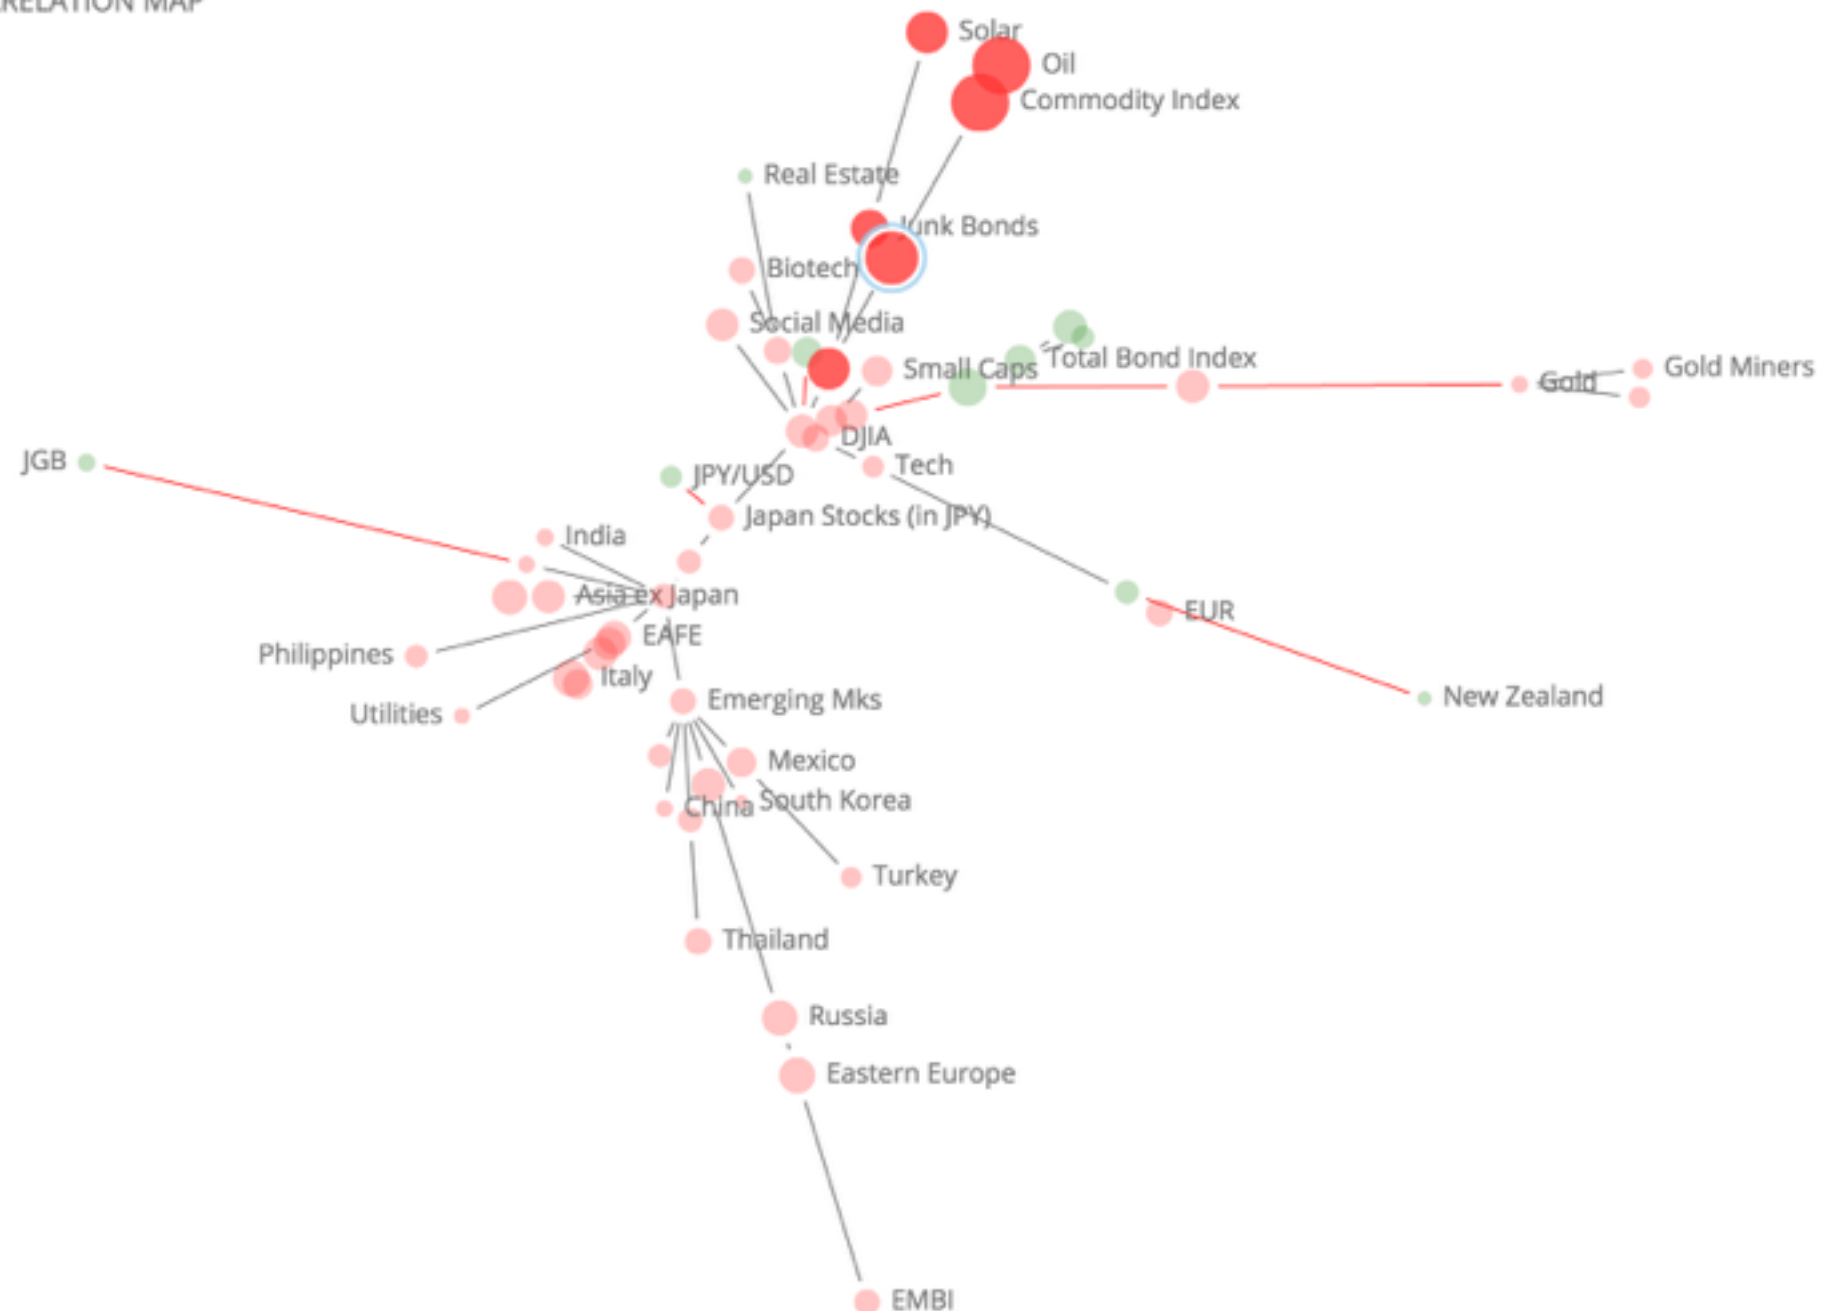 RELATION MAP
Solar
Oil
Commodity Index
Real Estate
Junk Bonds
Biotech
Social Media
Total Bond Index
Small Caps
Gold Miners
Gold
DJIA
JGB
Tech
JPY/USD
Japan Stocks (in JPY)
India
Asia ex Japan
EUR
EAFE
Philippines
Italy
New Zealand
Utilities
Emerging Mks
Mexico
South Korea
China
Turkey
Thailand
Russia
Eastern Europe
EMBI